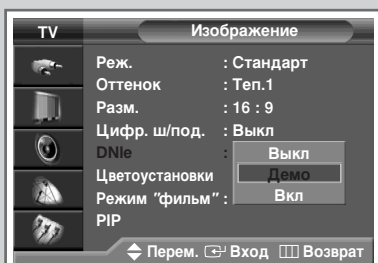 TV Изображение
Реж. : Стандарт
Оттенок : Теп.1
Разм. : 16 : 9
Цифр. ш/под. : Выкл
DNIe : Выкл
Цветоустановки Демо
Режим "фильм" : Вкл
PIP
Перем. Вход Возврат